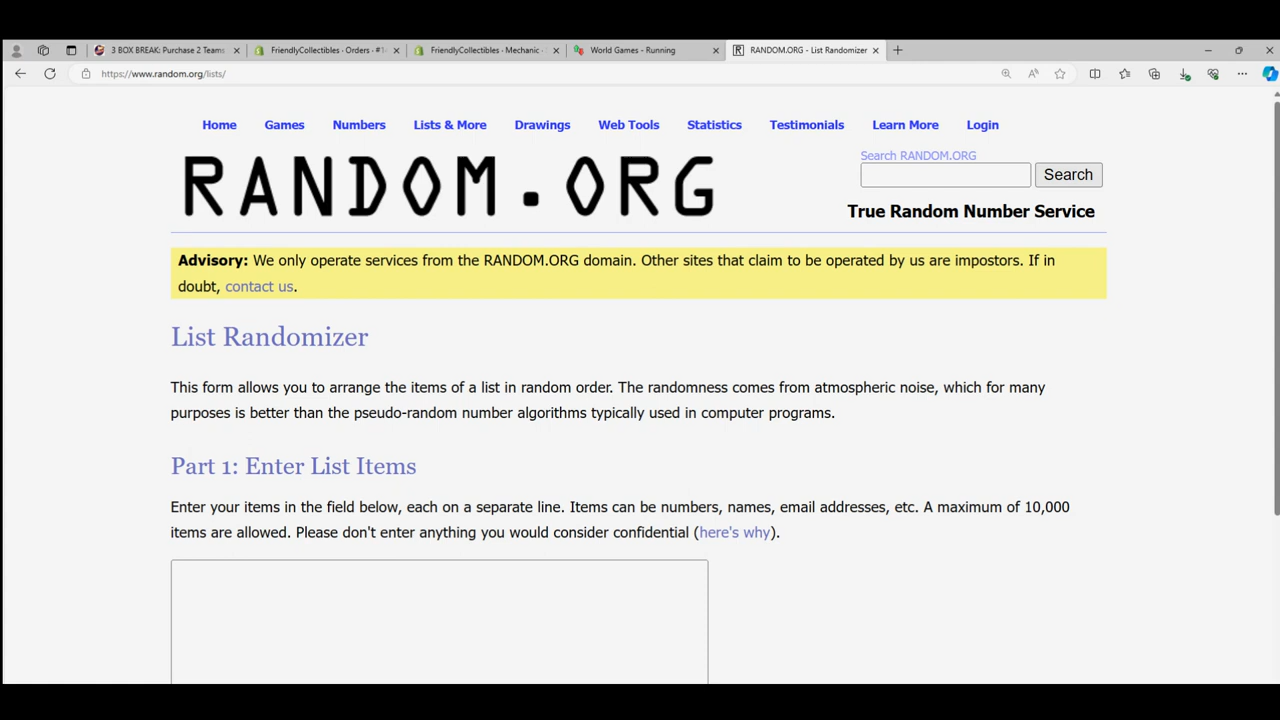 3 BOX BREAK: Purchase 2 Teams
FriendlyCollectibles · Orders · #1
FriendlyCollectibles · Mechanic ·
World Games - Running
RANDOM.ORG - List Randomizer
https://www.random.org/lists/
Home Games Numbers Lists & More Drawings Web Tools Statistics Testimonials Learn More Login
RANDOM.ORG
Search RANDOM.ORG
Search
True Random Number Service
Advisory: We only operate services from the RANDOM.ORG domain. Other sites that claim to be operated by us are impostors. If in
doubt, contact us.
List Randomizer
This form allows you to arrange the items of a list in random order. The randomness comes from atmospheric noise, which for many
purposes is better than the pseudo-random number algorithms typically used in computer programs.
Part 1: Enter List Items
Enter your items in the field below, each on a separate line. Items can be numbers, names, email addresses, etc. A maximum of 10,000
items are allowed. Please don't enter anything you would consider confidential (here's why).